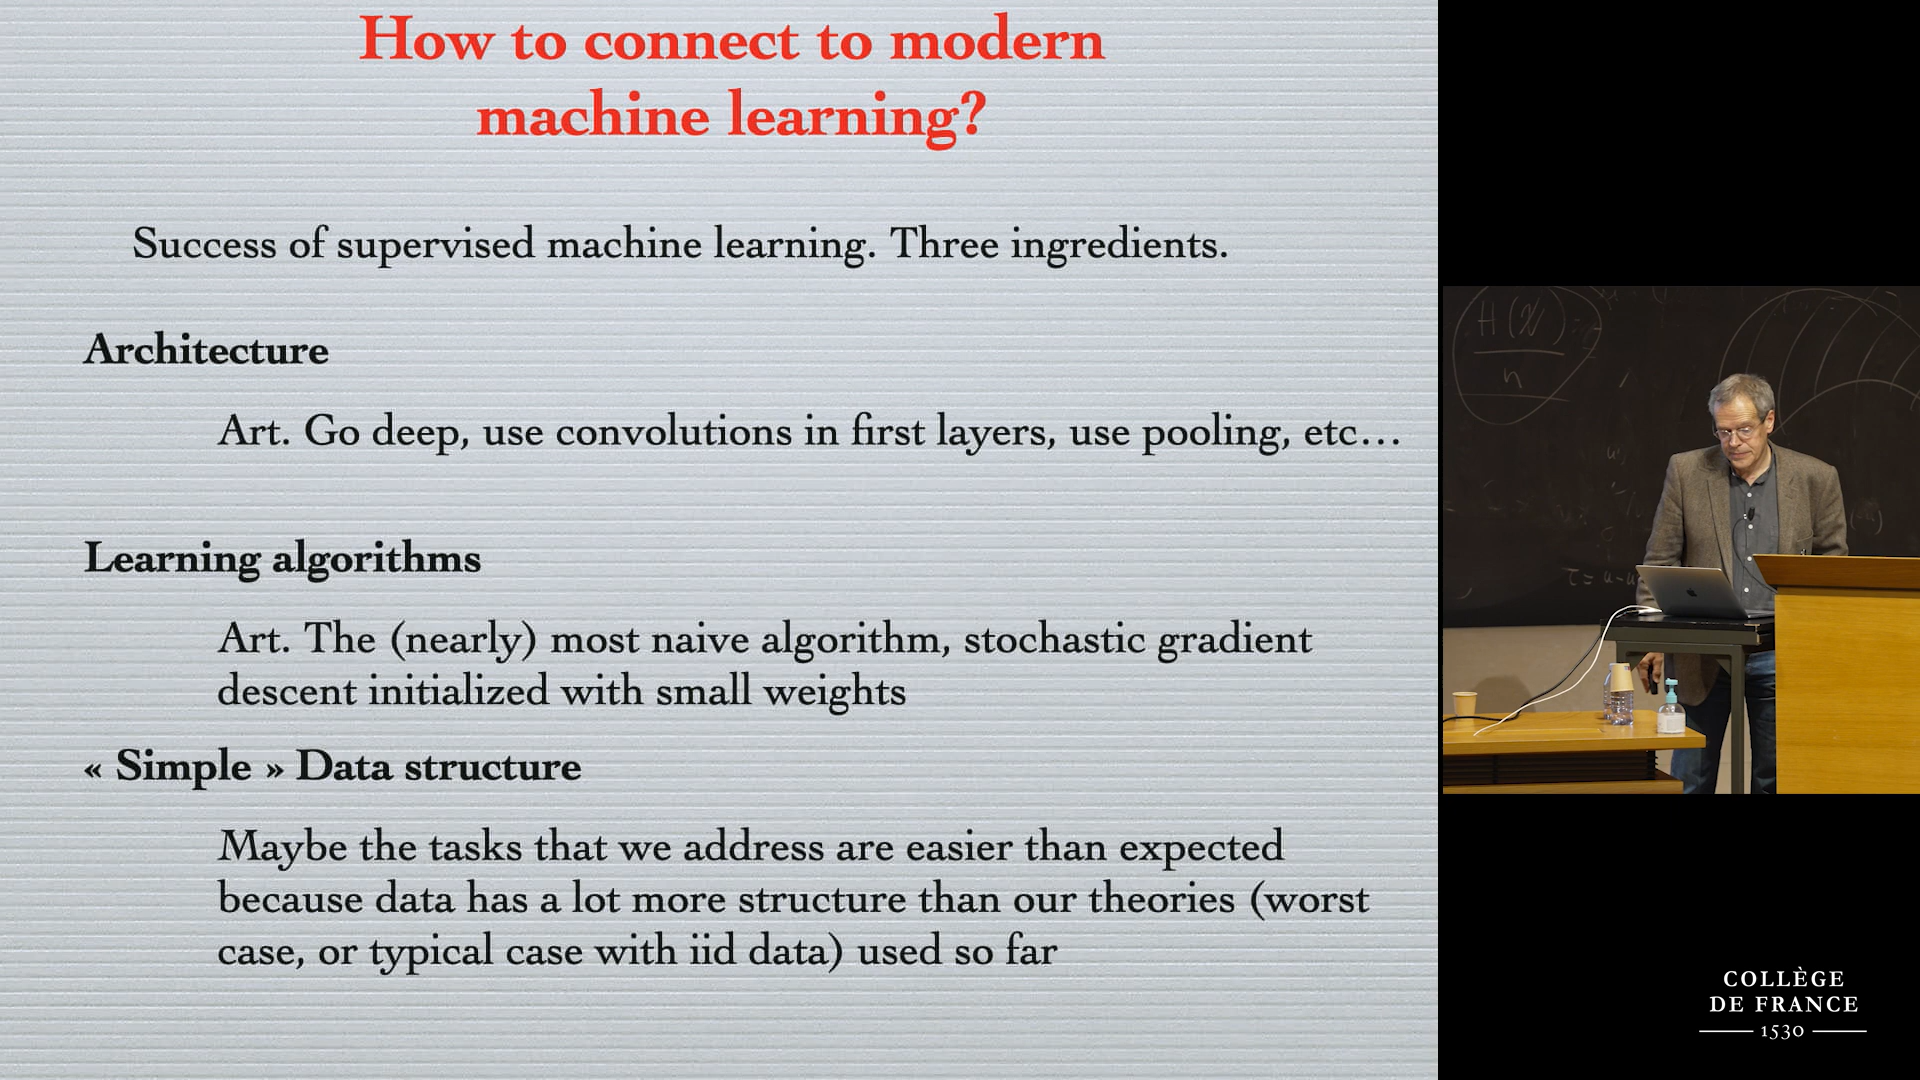 How to connect to modern
machine learning?
Success of supervised machine learning. Three ingredients.
Architecture
Art. Go deep, use convolutions in first layers, use pooling, etc…
Learning algorithms
Art. The (nearly) most naive algorithm, stochastic gradient
descent initialized with small weights
« Simple » Data structure
Maybe the tasks that we address are easier than expected
because data has a lot more structure than our theories (worst
case, or typical case with iid data) used so far
H(X)
n
COLLÈGE
DE FRANCE
1530